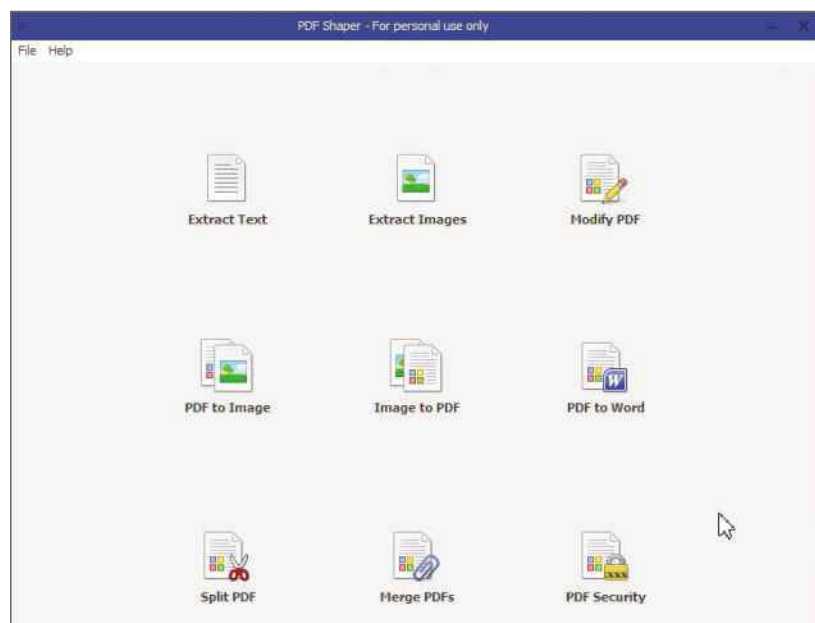 PDF Shaper - For personal use only
File Help
Extract Text Extract Images Modify PDF
PDF to Image Image to PDF PDF to Word
W
Split PDF Merge PDFs PDF Security